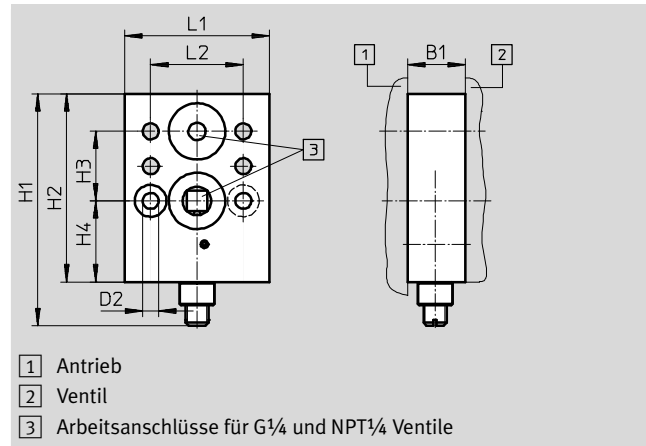 L1
L2
1
B1
2
3
H1
H2
H3
H4
D2
1 Antrieb
2 Ventil
3 Arbeitsanschlüsse für G¼ und NPT¼ Ventile